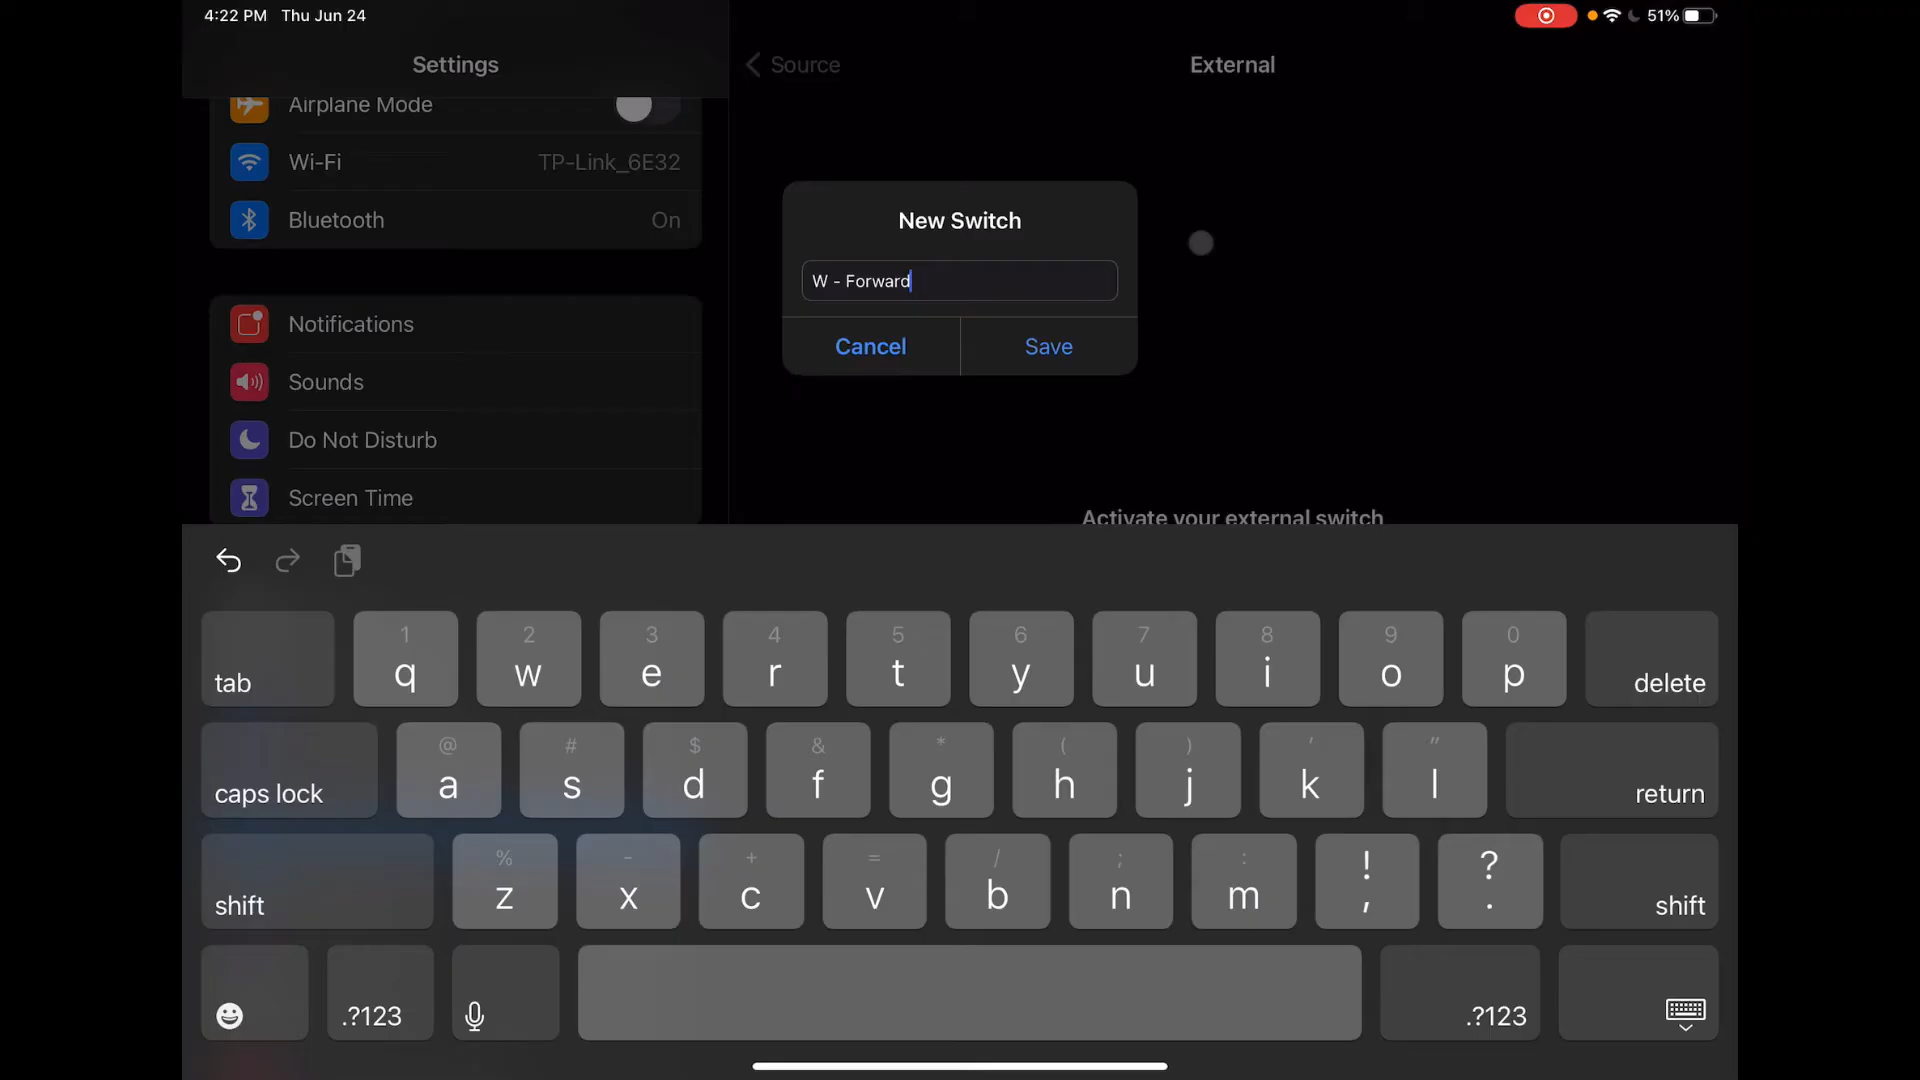 4:22 PM Thu Jun 24
51%
Settings
Source
External
Airplane Mode
Wi-Fi TP-Link_6E32
Bluetooth On
Notifications
Sounds
Do Not Disturb
Screen Time
New Switch
W - Forward
Cancel Save
Activate your external switch
1 2 3 4 5 6 7 8 9 0
tab q w e r t y u i o p delete
@ # $ & * ( ) ' "
caps lock a s d f g h j k l return
% - + = / ; : ! ?
shift z x c v b n m , . shift
.?123 .?123